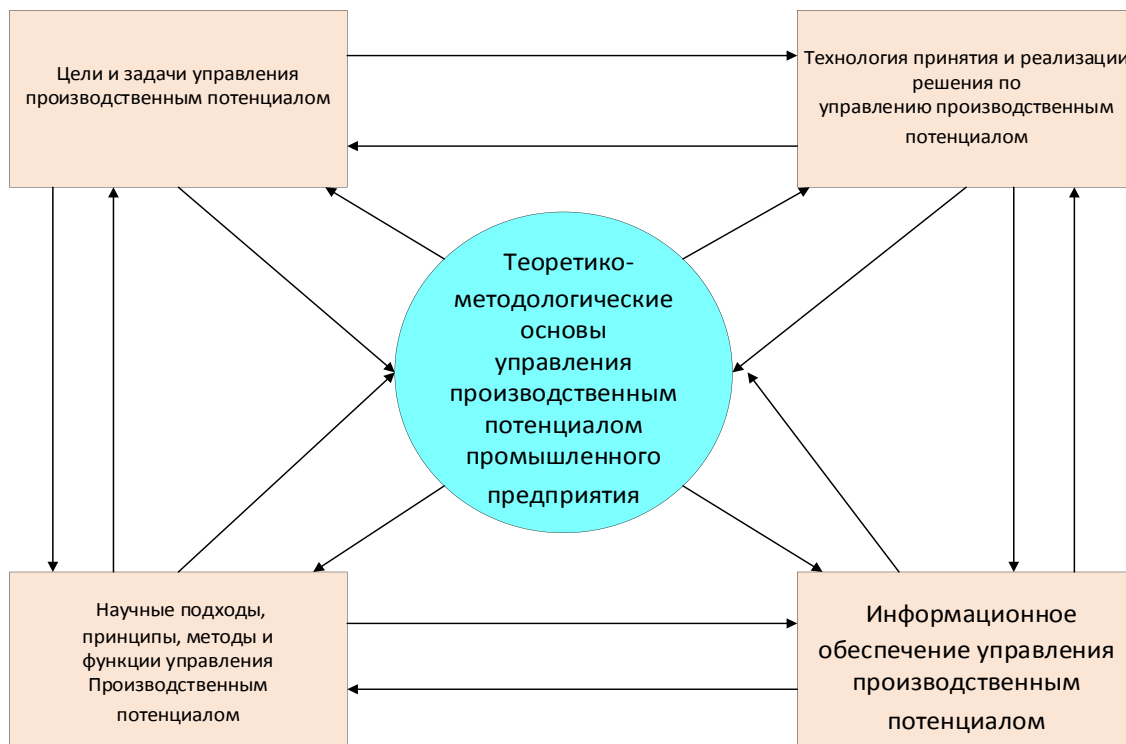 Цели и задачи управления
производственным потенциалом
Технология принятия и реализации
решения по
управлению производственным
потенциалом
Теоретико-
методологические
основы
управления
производственным
потенциалом
промышленного
предприятия
Научные подходы,
принципы, методы и
функции управления
Производственным
потенциалом
Информационное
обеспечение управления
производственным
потенциалом